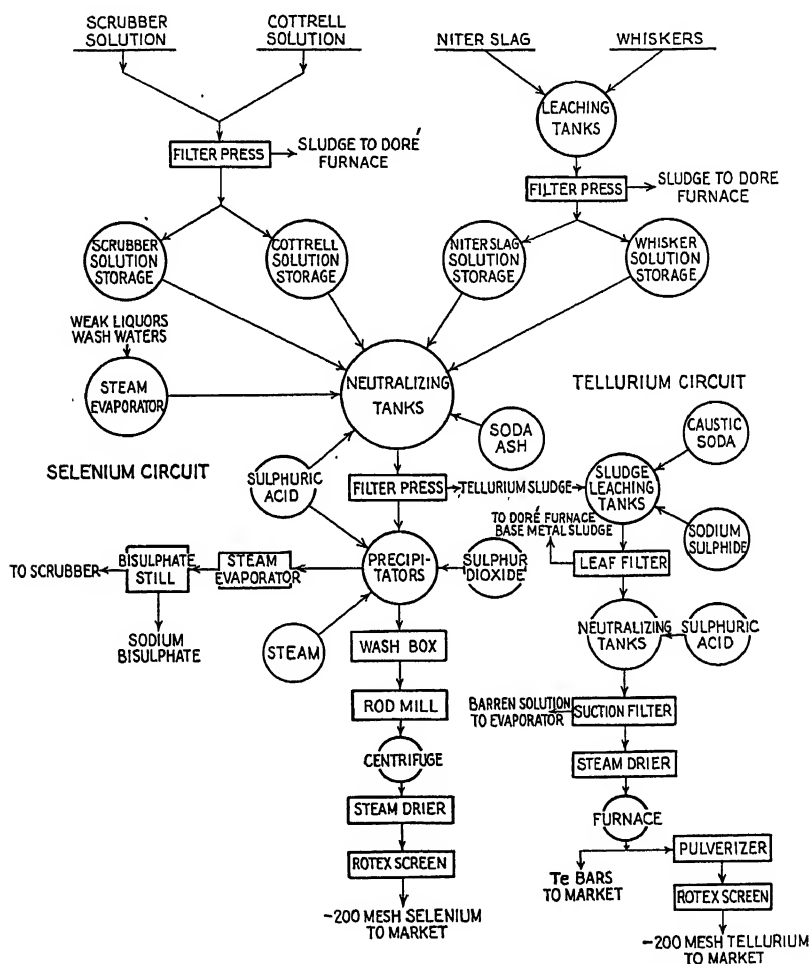 SCRUBBER
SOLUTION
COTTRELL
SOLUTION
NITER SLAG
WHISKERS
LEACHING
TANKS
FILTER PRESS
SLUDGE TO DORÉ
FURNACE
FILTER PRESS
SLUDGE TO DORE
FURNACE
SCRUBBER
SOLUTION
STORAGE
COTTRELL
SOLUTION
STORAGE
NITER SLAG
SOLUTION
STORAGE
WHISKER
SOLUTION
STORAGE
WEAK LIQUORS
WASH WATERS
STEAM
EVAPORATOR
NEUTRALIZING
TANKS
TELLURIUM CIRCUIT
SODA
ASH
CAUSTIC
SODA
SELENIUM CIRCUIT
SULPHURIC
ACID
FILTER PRESS
TELLURIUM SLUDGE
SLUDGE
LEACHING
TANKS
SODIUM
SULPHIDE
TO DORÉ FURNACE
BASE METAL SLUDGE
LEAF FILTER
TO SCRUBBER
BISULPHATE
STILL
STEAM
EVAPORATOR
PRECIPI-
TATORS
SULPHUR
DIOXIDE
SODIUM
BISULPHATE
STEAM
WASH BOX
NEUTRALIZING
TANKS
SULPHURIC
ACID
ROD MILL
BARREN SOLUTION
TO EVAPORATOR
SUCTION FILTER
CENTRIFUGE
STEAM DRIER
STEAM DRIER
FURNACE
ROTEX SCREEN
PULVERIZER
Te BARS
TO MARKET
ROTEX SCREEN
-200 MESH SELENIUM
TO MARKET
-200 MESH TELLURIUM
TO MARKET